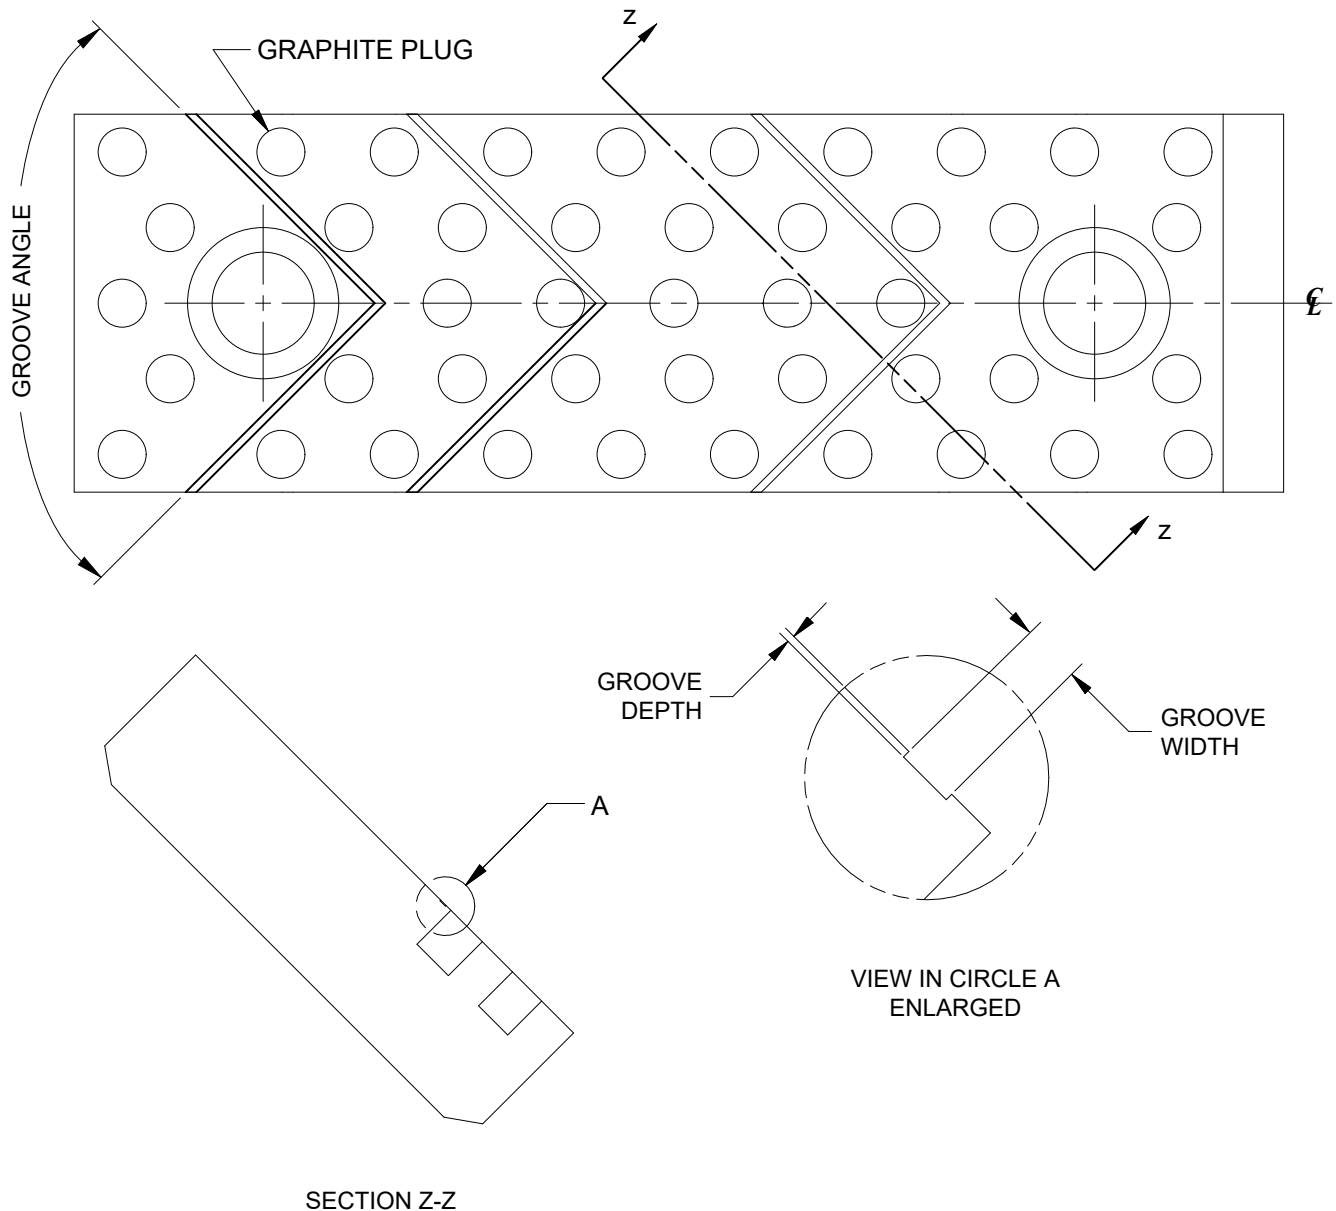 z
GRAPHITE PLUG
GROOVE ANGLE
℄
z
GROOVE
DEPTH
GROOVE
WIDTH
A
VIEW IN CIRCLE A
ENLARGED
SECTION Z-Z